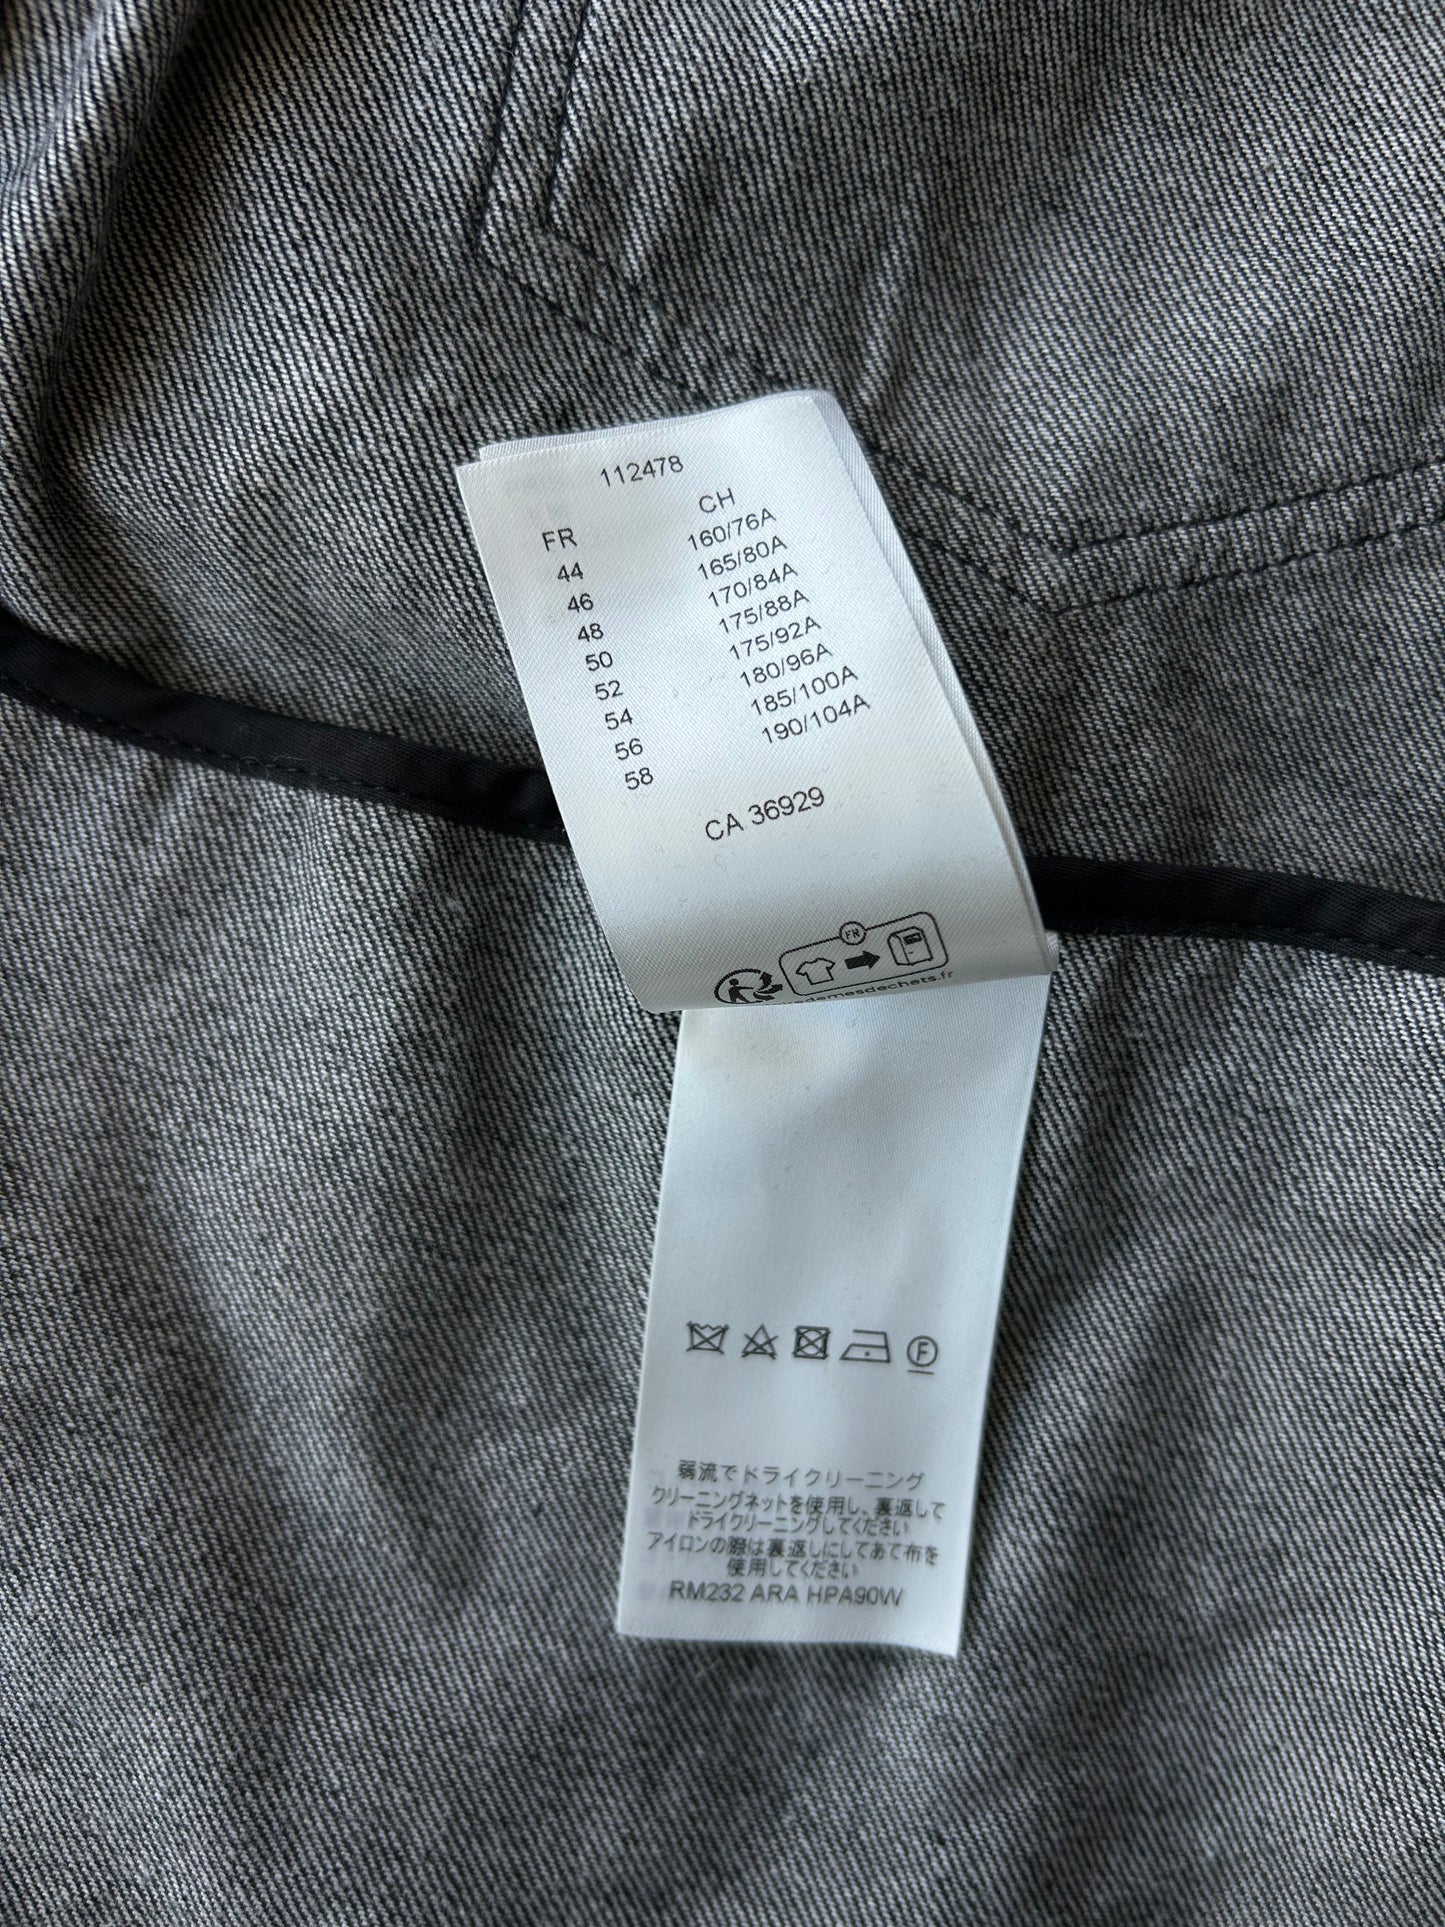 112478
FR CH
44 160/76A
46 165/80A
48 170/84A
50 175/88A
52 175/92A
54 180/96A
56 185/100A
58 190/104A
CA 36929
FR
demesdechets.fr
F
弱流でドライクリーニング
クリーニングネットを使用し、裏返して
ドライクリーニングしてください
アイロンの際は裏返しにしてあて布を
使用してください
RM232 ARA HPA90W